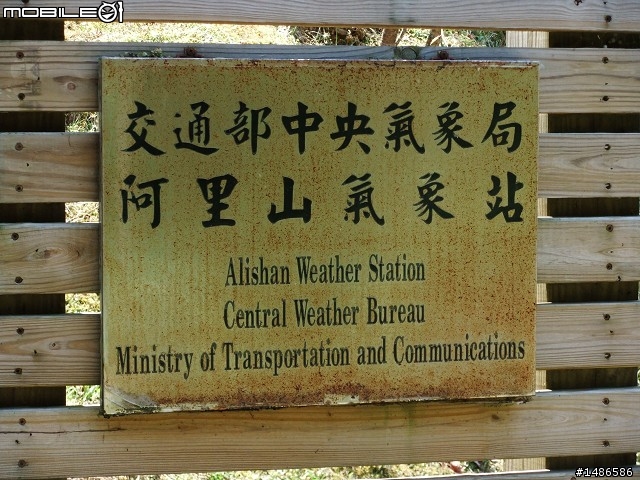 MOBILE01
交通部中央氣象局
阿里山氣象站
Alishan Weather Station
Central Weather Bureau
Ministry of Transportation and Communications
#1486586